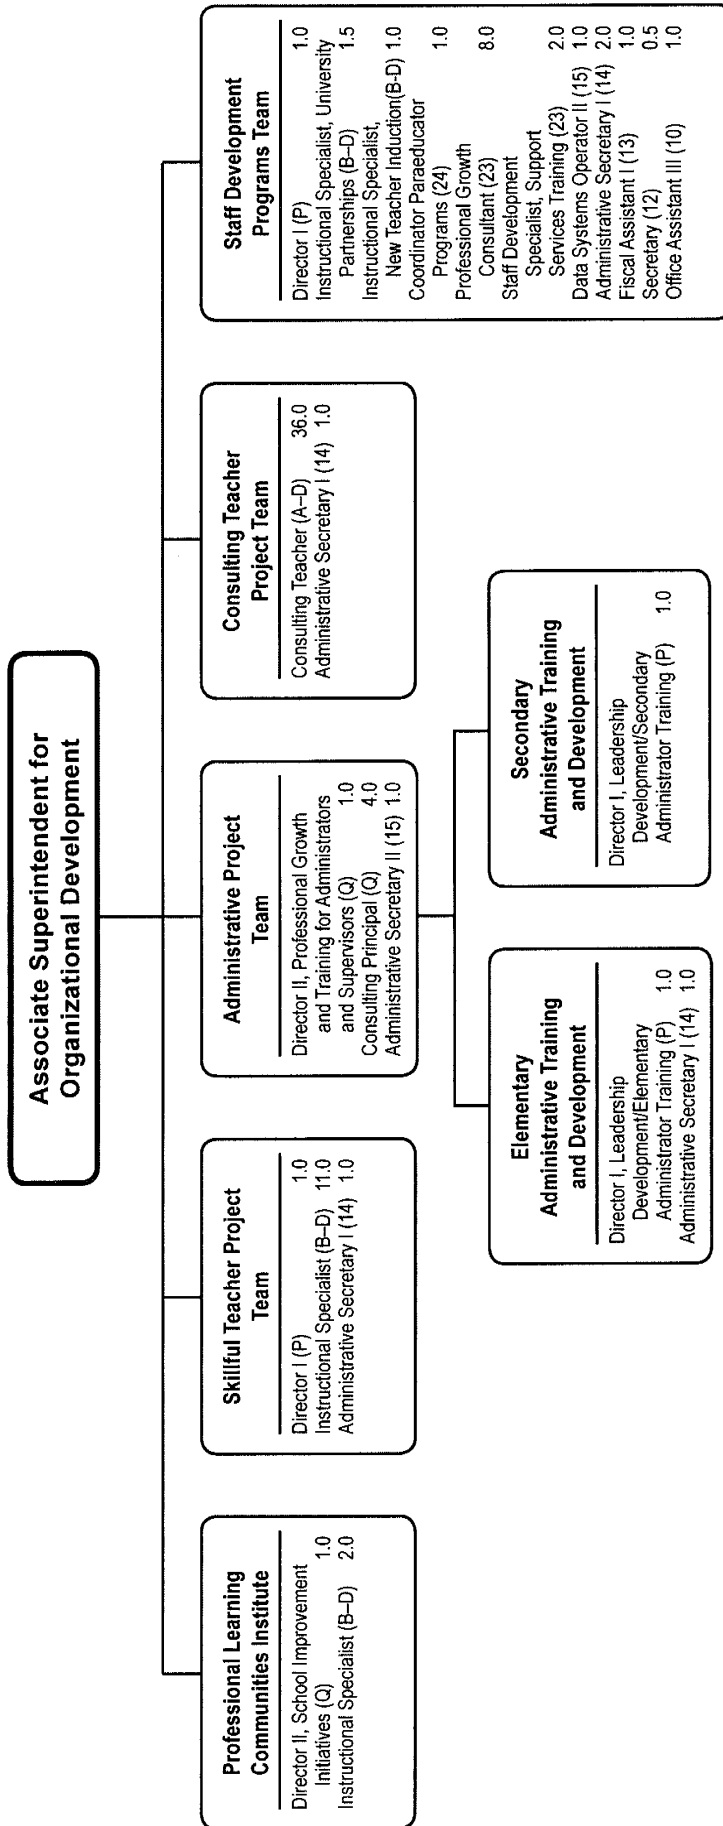 Associate Superintendent for
Organizational Development
Professional Learning
Communities Institute
Director II, School Improvement
Initiatives (Q) 1.0
Instructional Specialist (B–D) 2.0
Skillful Teacher Project
Team
Director I (P) 1.0
Instructional Specialist (B–D) 11.0
Administrative Secretary I (14) 1.0
Administrative Project
Team
Director II, Professional Growth
and Training for Administrators
and Supervisors (Q) 1.0
Consulting Principal (Q) 4.0
Administrative Secretary II (15) 1.0
Consulting Teacher
Project Team
Consulting Teacher (A–D) 36.0
Administrative Secretary I (14) 1.0
Staff Development
Programs Team
Director I (P) 1.0
Instructional Specialist, University
Partnerships (B–D) 1.5
Instructional Specialist,
New Teacher Induction(B-D) 1.0
Coordinator Paraeducator
Programs (24) 1.0
Professional Growth
Consultant (23) 8.0
Staff Development
Specialist, Support
Services Training (23) 2.0
Data Systems Operator II (15) 1.0
Administrative Secretary I (14) 2.0
Fiscal Assistant I (13) 1.0
Secretary (12) 0.5
Office Assistant III (10) 1.0
Elementary
Administrative Training
and Development
Director I, Leadership
Development/Elementary
Administrator Training (P) 1.0
Administrative Secretary I (14) 1.0
Secondary
Administrative Training
and Development
Director I, Leadership
Development/Secondary
Administrator Training (P) 1.0